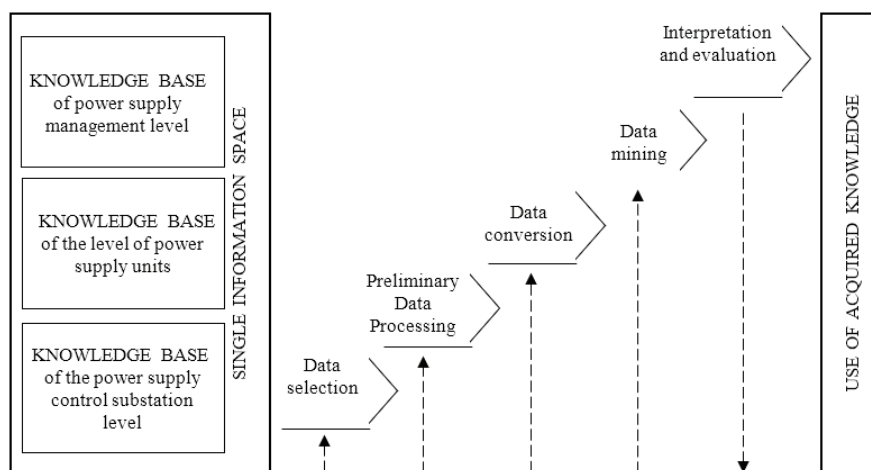 KNOWLEDGE BASE
of power supply
management level
KNOWLEDGE BASE
of the level of power
supply units
KNOWLEDGE BASE
of the power supply
control substation
level
SINGLE INFORMATION SPACE
Data
selection
Preliminary
Data
Processing
Data
conversion
Data
mining
Interpretation
and evaluation
USE OF ACQUIRED KNOWLEDGE